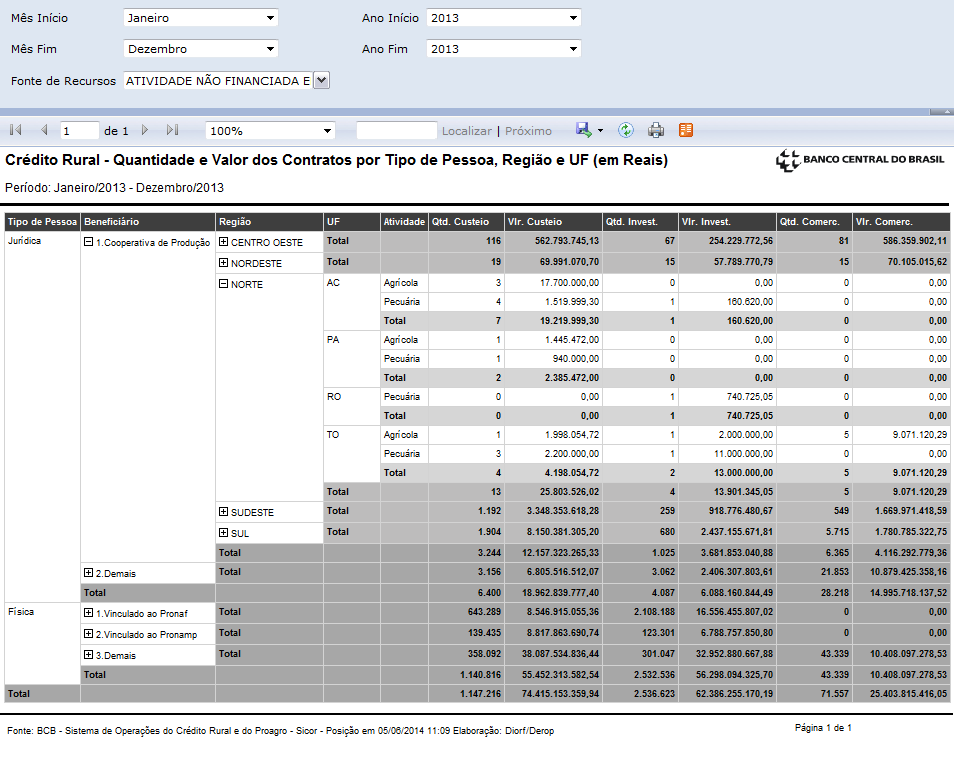 Mês Início Janeiro Ano Início 2013
Mês Fim Dezembro Ano Fim 2013
Fonte de Recursos ATIVIDADE NÃO FINANCIADA E
1 de 1 100% Localizar | Próximo
Crédito Rural - Quantidade e Valor dos Contratos por Tipo de Pessoa, Região e UF (em Reais)
BANCO CENTRAL DO BRASIL
Período: Janeiro/2013 - Dezembro/2013
Tipo de Pessoa Beneficiário Região UF Atividade Qtd. Custeio Vlr. Custeio Qtd. Invest. Vlr. Invest. Qtd. Comerc. Vlr. Comerc.
Jurídica 1.Cooperativa de Produção CENTRO OESTE Total 116 562.793.745,13 67 254.229.772,56 81 586.359.902,11
NORDESTE Total 19 69.991.070,70 15 57.789.770,79 15 70.105.015,62
NORTE AC Agrícola 3 17.700.000,00 0 0,00 0 0,00
Pecuária 4 1.519.999,30 1 160.620,00 0 0,00
Total 7 19.219.999,30 1 160.620,00 0 0,00
PA Agrícola 1 1.445.472,00 0 0,00 0 0,00
Pecuária 1 940.000,00 0 0,00 0 0,00
Total 2 2.385.472,00 0 0,00 0 0,00
RO Pecuária 0 0,00 1 740.725,05 0 0,00
Total 0 0,00 1 740.725,05 0 0,00
TO Agrícola 1 1.998.054,72 1 2.000.000,00 5 9.071.120,29
Pecuária 3 2.200.000,00 1 11.000.000,00 0 0,00
Total 4 4.198.054,72 2 13.000.000,00 5 9.071.120,29
Total 13 25.803.526,02 4 13.901.345,05 5 9.071.120,29
SUDESTE Total 1.192 3.348.353.618,28 259 918.776.480,67 549 1.669.971.418,59
SUL Total 1.904 8.150.381.305,20 680 2.437.155.671,81 5.715 1.780.785.322,75
Total 3.244 12.157.323.265,33 1.025 3.681.853.040,88 6.365 4.116.292.779,36
2.Demais Total 3.156 6.805.516.512,07 3.062 2.406.307.803,61 21.853 10.879.425.358,16
Total 6.400 18.962.839.777,40 4.087 6.088.160.844,49 28.218 14.995.718.137,52
Física 1.Vinculado ao Pronaf Total 643.289 8.546.915.055,36 2.108.188 16.556.455.807,02 0 0,00
2.Vinculado ao Pronamp Total 139.435 8.817.863.690,74 123.301 6.788.757.850,80 0 0,00
3.Demais Total 358.092 38.087.534.836,44 301.047 32.952.880.667,88 43.339 10.408.097.278,53
Total 1.140.816 55.452.313.582,54 2.532.536 56.298.094.325,70 43.339 10.408.097.278,53
Total 1.147.216 74.415.153.359,94 2.536.623 62.386.255.170,19 71.557 25.403.815.416,05
Fonte: BCB - Sistema de Operações do Crédito Rural e do Proagro - Sicor - Posição em 05/06/2014 11:09 Elaboração: Diorf/Derop
Página 1 de 1